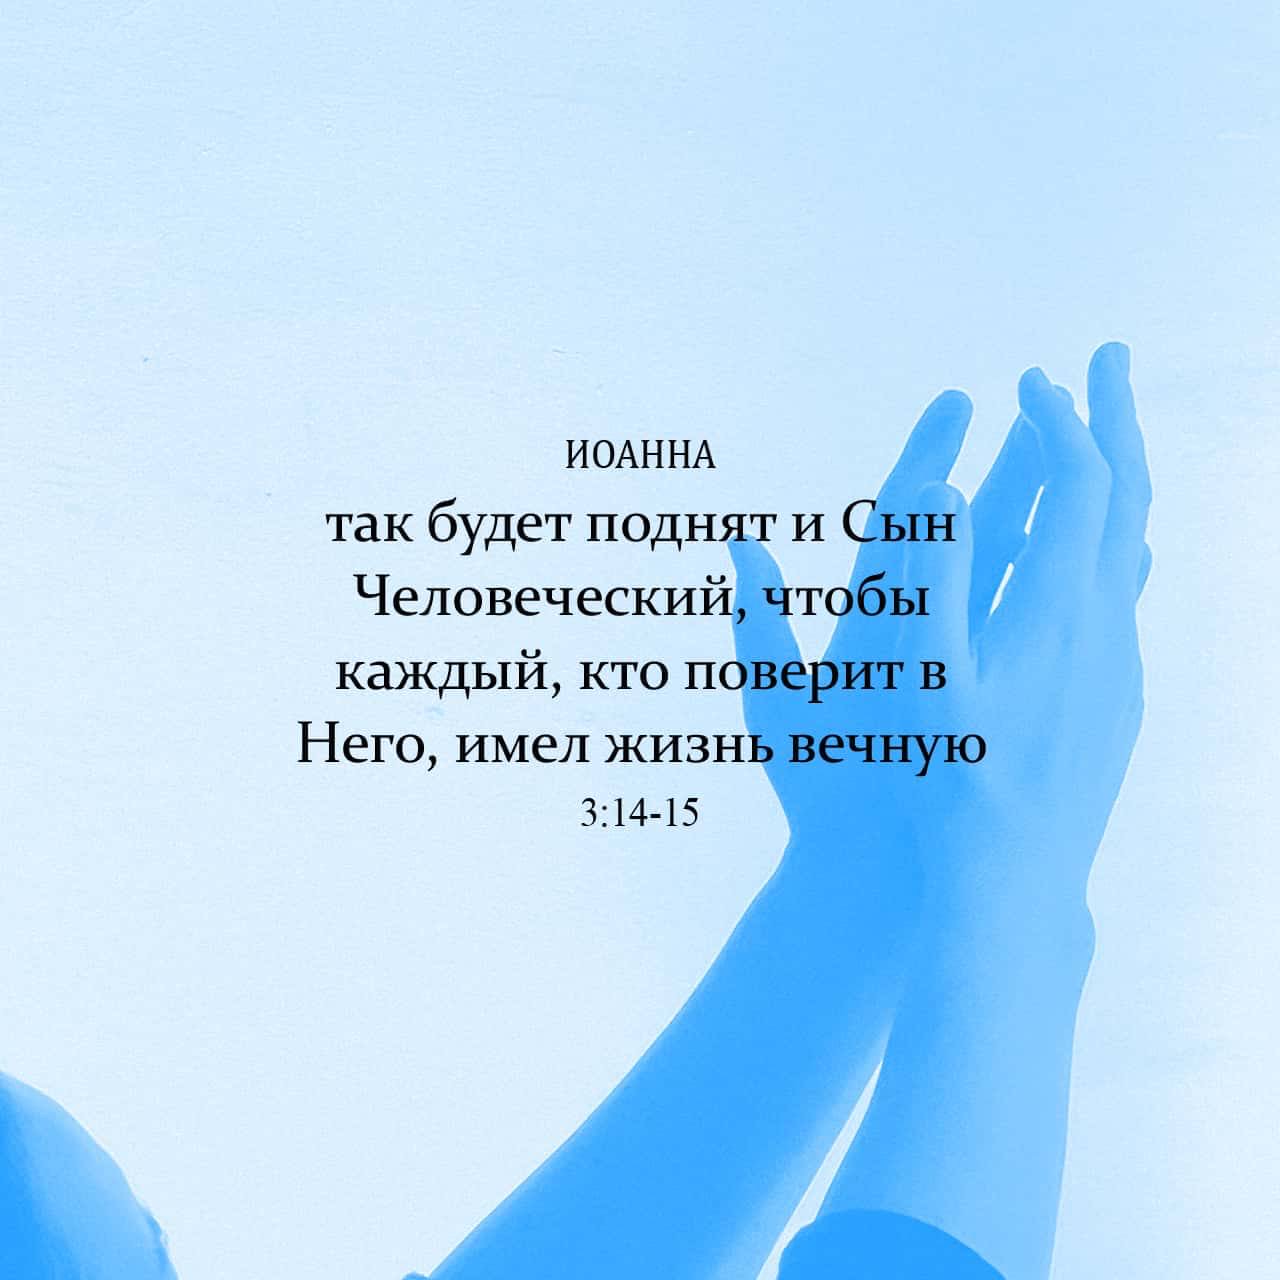 ИОАННА
так будет поднят и Сын
Человеческий, чтобы
каждый, кто поверит в
Него, имел жизнь вечную
3:14-15